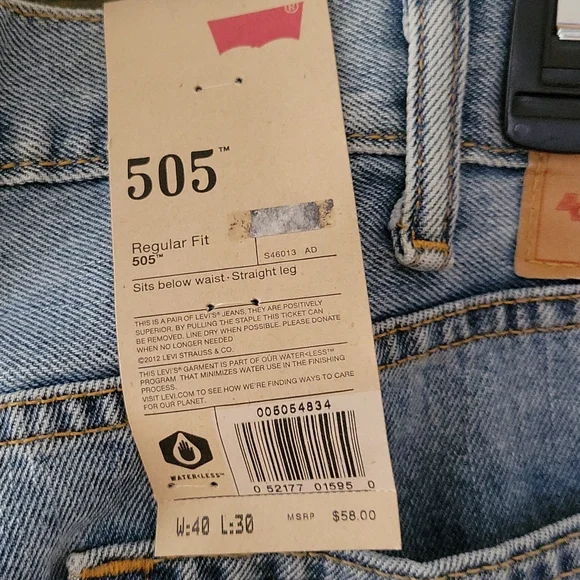 ®
505™
Regular Fit
505™
S46013 AD
Sits below waist • Straight leg
THIS IS A PAIR OF LEVI'S® JEANS, THEY ARE POSITIVELY
SUPERIOR. BY PULLING THE STAPLE THIS TICKET CAN
BE REMOVED. LINE DRY WHEN POSSIBLE. PLEASE DONATE
WHEN NO LONGER NEEDED
©2012 LEVI STRAUSS & CO.
THIS LEVI'S® GARMENT IS PART OF OUR WATER<LESS™
PROGRAM THAT MINIMIZES WATER USE IN THE FINISHING
PROCESS.
VISIT LEVI.COM TO SEE HOW WE'RE FINDING WAYS TO CARE
FOR OUR PLANET.
006054834
WATER<LESS™
0 52177 01595 0
W:40 L:30
MSRP $58.00